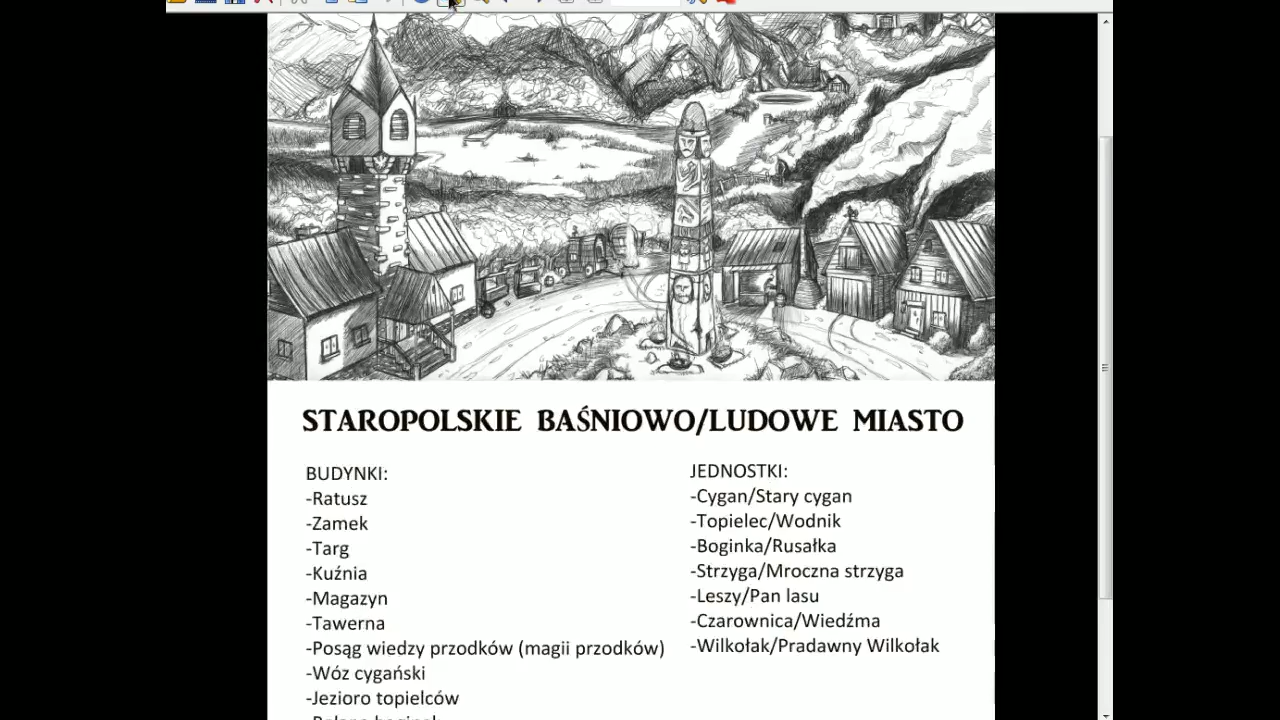 STAROPOLSKIE BAŚNIOWO/LUDOWE MIASTO
BUDYNKI:
-Ratusz
-Zamek
-Targ
-Kuźnia
-Magazyn
-Tawerna
-Posąg wiedzy przodków (magii przodków)
-Wóz cygański
-Jezioro topielców
JEDNOSTKI:
-Cygan/Stary cygan
-Topielec/Wodnik
-Boginka/Rusałka
-Strzyga/Mroczna strzyga
-Leszy/Pan lasu
-Czarownica/Wiedźma
-Wilkołak/Pradawny Wilkołak